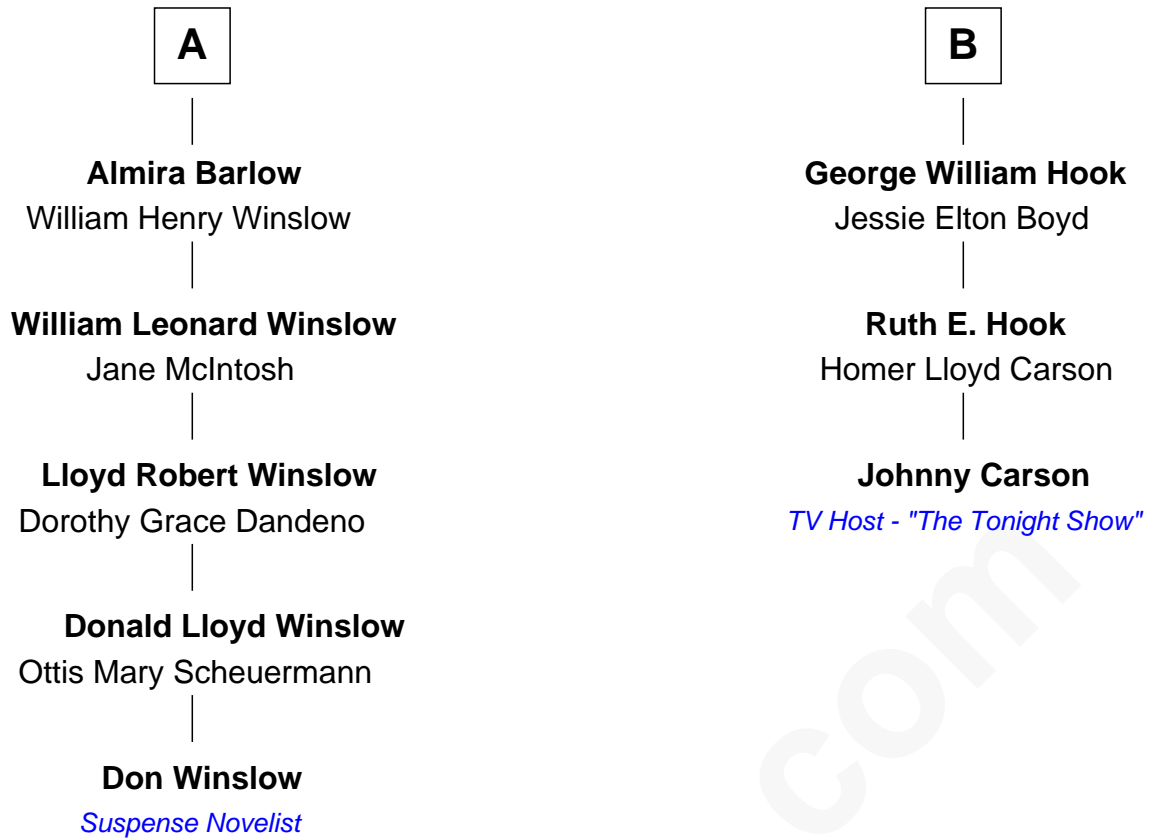 A
Almira Barlow
William Henry Winslow
William Leonard Winslow
Jane McIntosh
Lloyd Robert Winslow
Dorothy Grace Dandeno
Donald Lloyd Winslow
Ottis Mary Scheuermann
Don Winslow
Suspense Novelist
B
George William Hook
Jessie Elton Boyd
Ruth E. Hook
Homer Lloyd Carson
Johnny Carson
TV Host - "The Tonight Show"
com